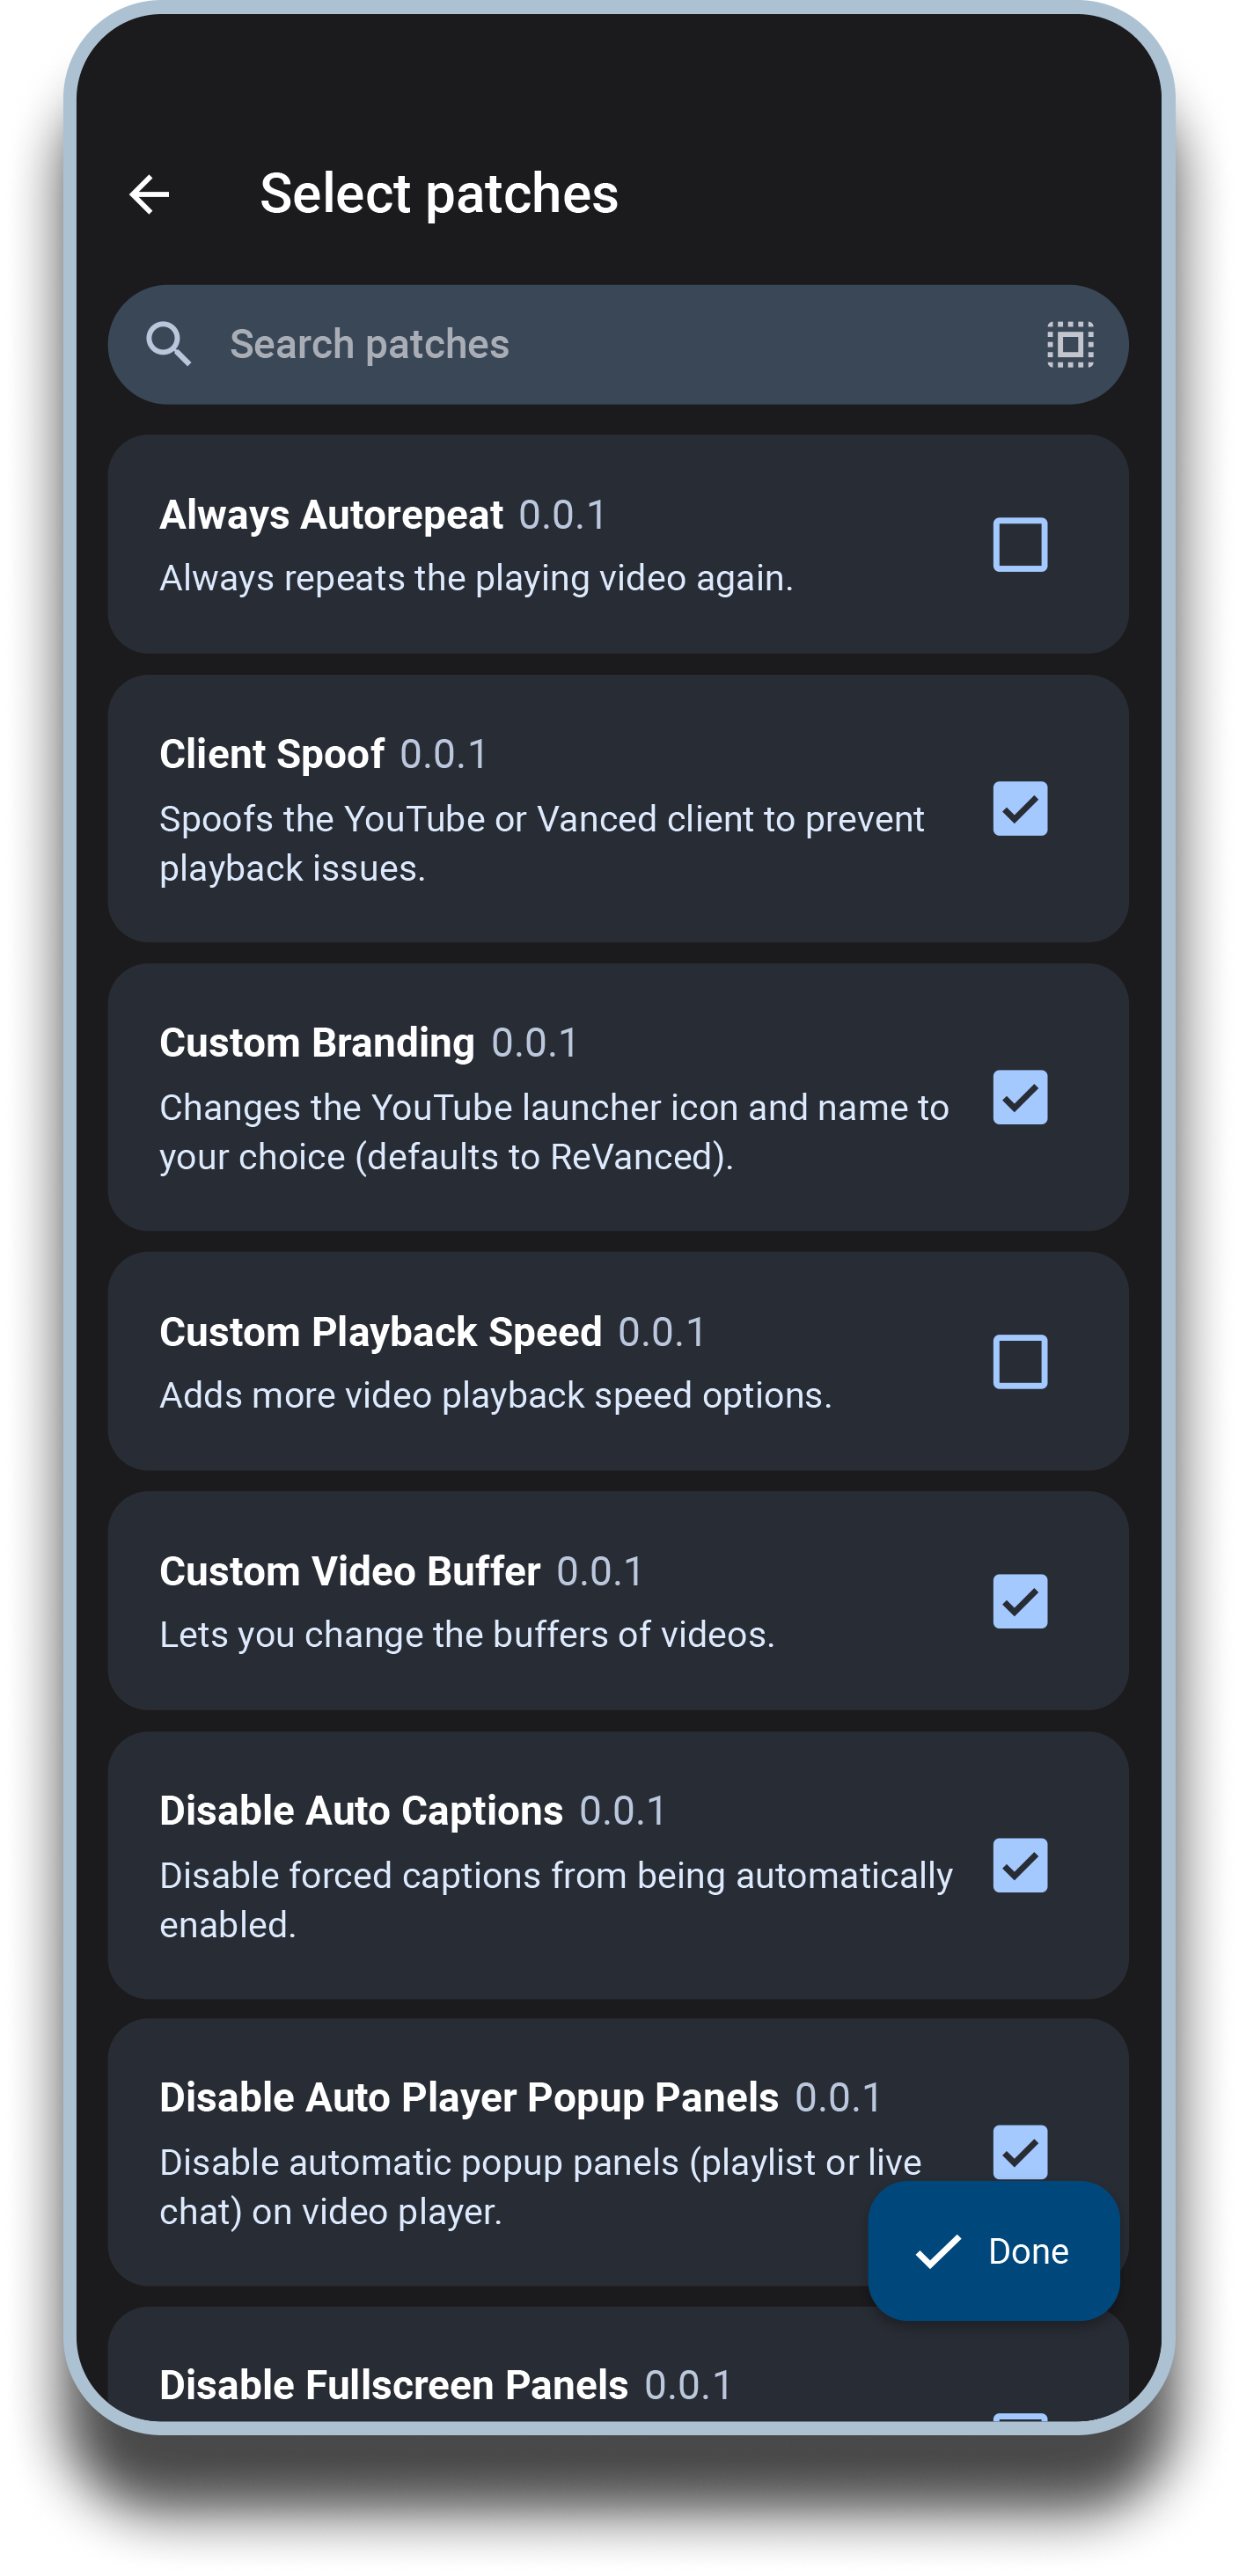 Select patches
Search patches
Always Autorepeat 0.0.1
Always repeats the playing video again.
Client Spoof 0.0.1
Spoofs the YouTube or Vanced client to prevent
playback issues.
Custom Branding 0.0.1
Changes the YouTube launcher icon and name to
your choice (defaults to ReVanced).
Custom Playback Speed 0.0.1
Adds more video playback speed options.
Custom Video Buffer 0.0.1
Lets you change the buffers of videos.
Disable Auto Captions 0.0.1
Disable forced captions from being automatically
enabled.
Disable Auto Player Popup Panels 0.0.1
Disable automatic popup panels (playlist or live
chat) on video player.
Done
Disable Fullscreen Panels 0.0.1